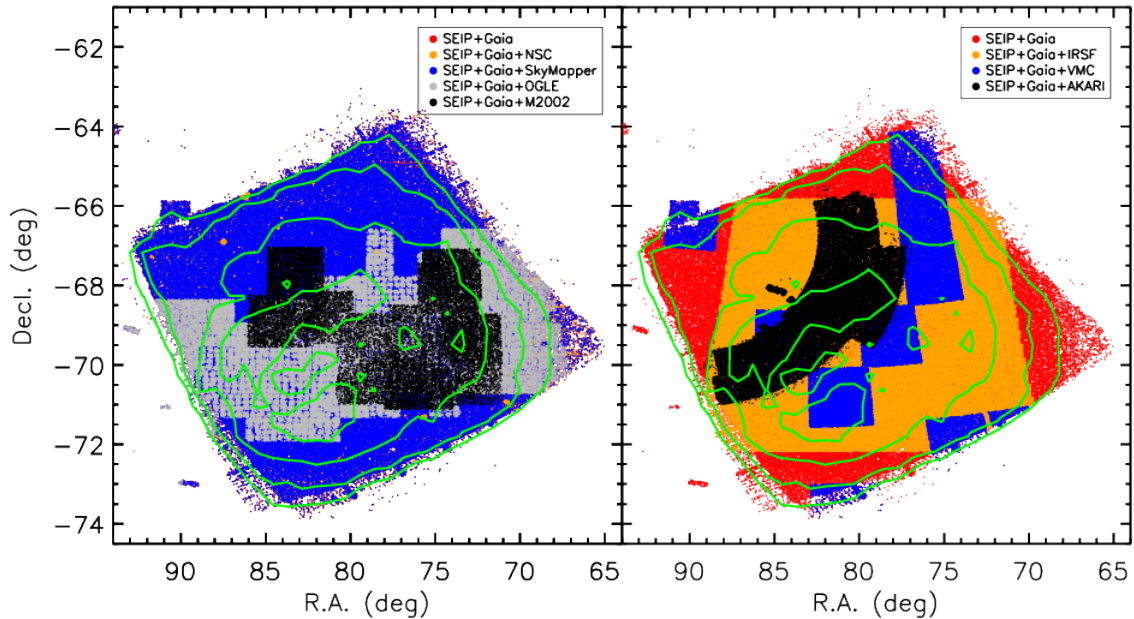 SEIP+Gaia
SEIP+Gaia+NSC
SEIP+Gaia+SkyMapper
SEIP+Gaia+OGLE
SEIP+Gaia+M2002
SEIP+Gaia
SEIP+Gaia+IRSF
SEIP+Gaia+VMC
SEIP+Gaia+AKARI
Decl. (deg)
−62
−64
−66
−68
−70
−72
−74
90 85 80 75 70 65
90 85 80 75 70 65
R.A. (deg)
R.A. (deg)